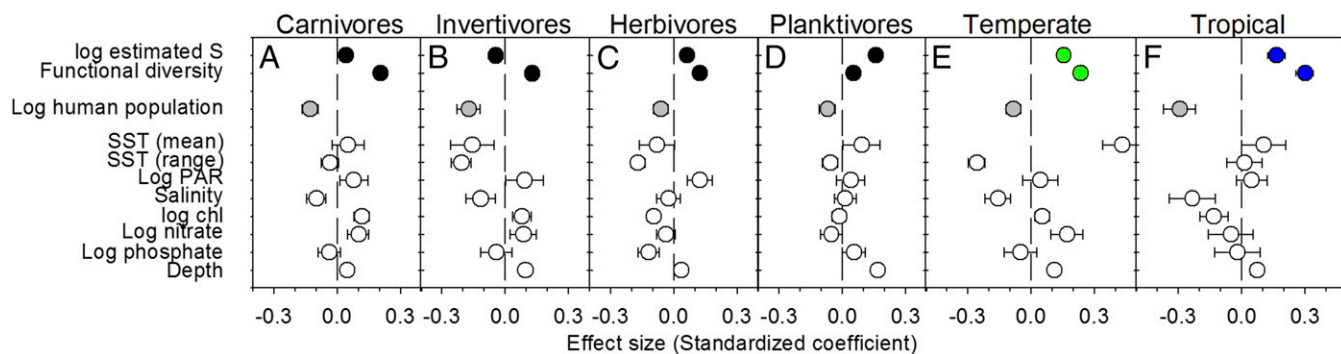 Carnivores Invertivores Herbivores Planktivores Temperate Tropical
A B C D E F
log estimated S
Functional diversity
Log human population
SST (mean)
SST (range)
Log PAR
Salinity
log chl
Log nitrate
Log phosphate
Depth
-0.3 0.0 0.3 -0.3 0.0 0.3 -0.3 0.0 0.3 -0.3 0.0 0.3 -0.3 0.0 0.3 -0.3 0.0 0.3
Effect size (Standardized coefficient)